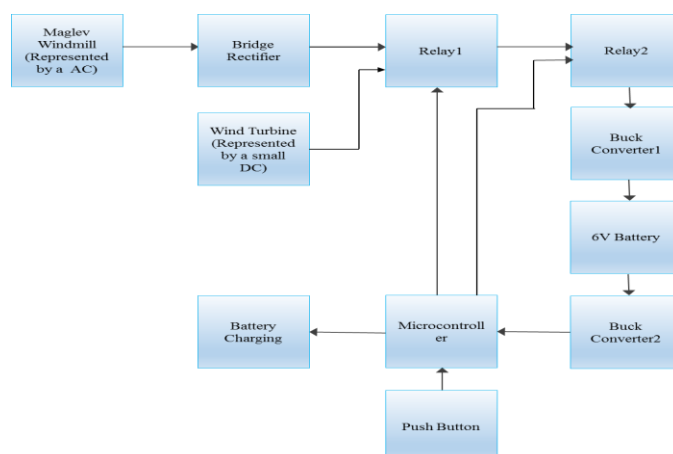 Maglev
Windmill
(Represented
by a AC)
Bridge
Rectifier
Relay1
Relay2
Wind Turbine
(Represented
by a small
DC)
Buck
Converter1
6V Battery
Battery
Charging
Microcontroll
er
Buck
Converter2
Push Button